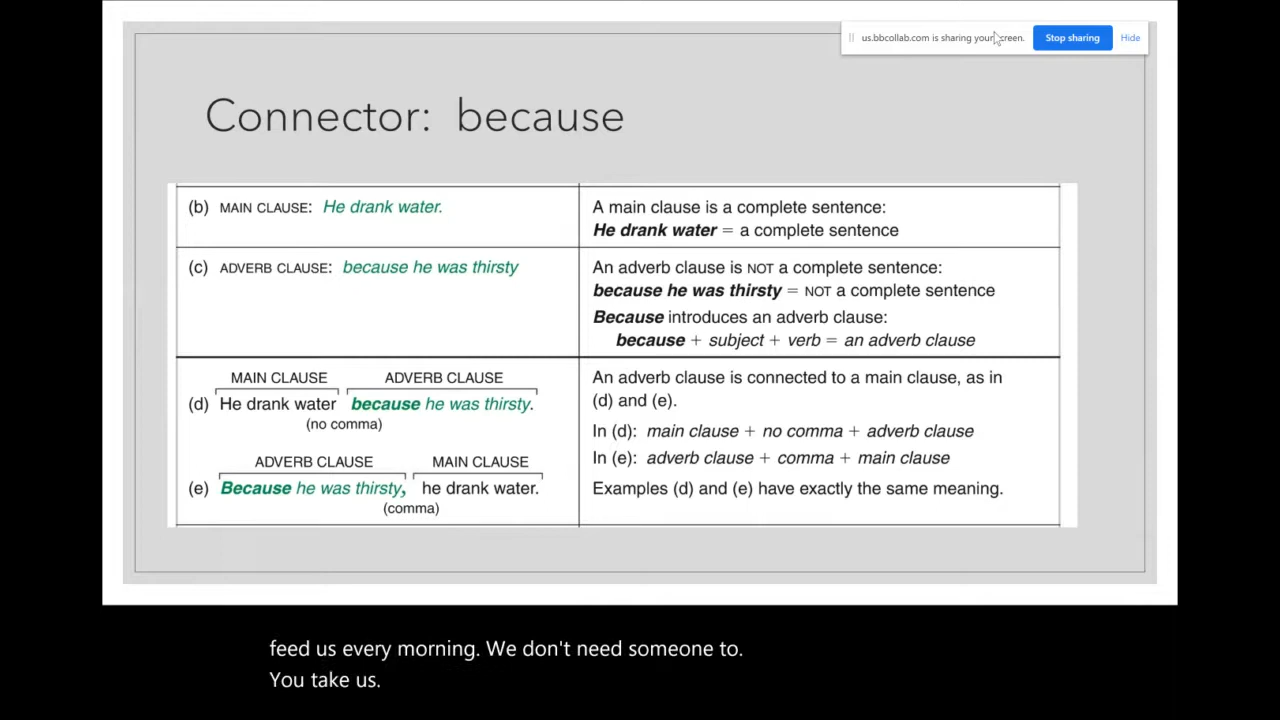 us.bbcollab.com is sharing your screen.
Stop sharing
Hide
Connector: because
(b) MAIN CLAUSE: He drank water.
A main clause is a complete sentence:
He drank water = a complete sentence
(c) ADVERB CLAUSE: because he was thirsty
An adverb clause is NOT a complete sentence:
because he was thirsty = NOT a complete sentence
Because introduces an adverb clause:
because + subject + verb = an adverb clause
MAIN CLAUSE ADVERB CLAUSE
(d) He drank water because he was thirsty.
(no comma)
ADVERB CLAUSE MAIN CLAUSE
(e) Because he was thirsty, he drank water.
(comma)
An adverb clause is connected to a main clause, as in
(d) and (e).
In (d): main clause + no comma + adverb clause
In (e): adverb clause + comma + main clause
Examples (d) and (e) have exactly the same meaning.
feed us every morning. We don't need someone to.
You take us.